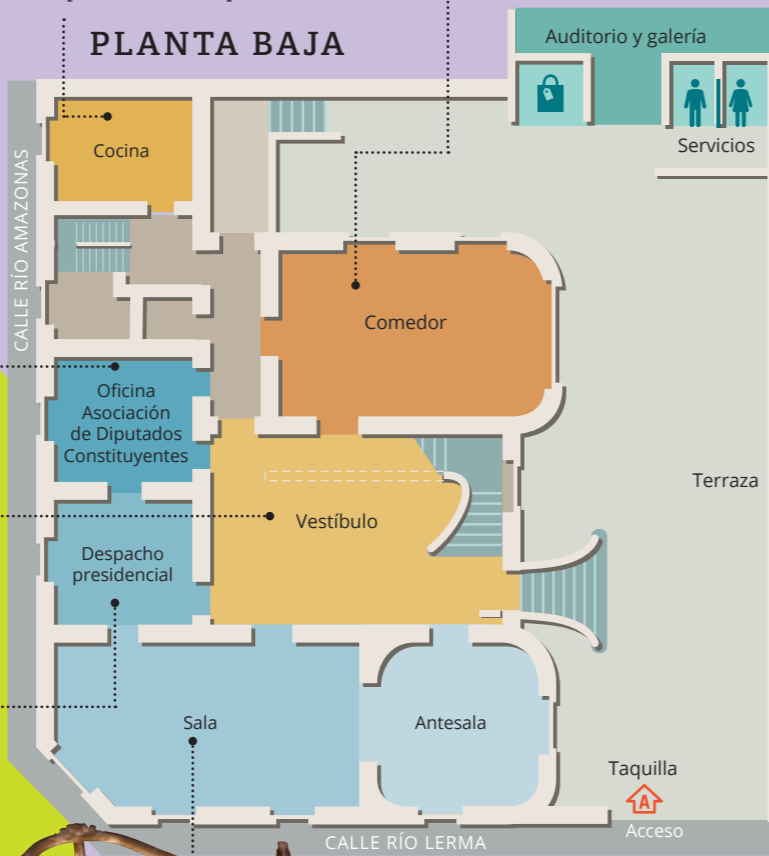 PLANTA BAJA
Auditorio y galería
Cocina
Servicios
CALLE RÍO AMAZONAS
Comedor
Oficina
Asociación
de Diputados
Constituyentes
Terraza
Vestíbulo
Despacho
presidencial
Sala
Antesala
Taquilla
A
Acceso
CALLE RÍO LERMA